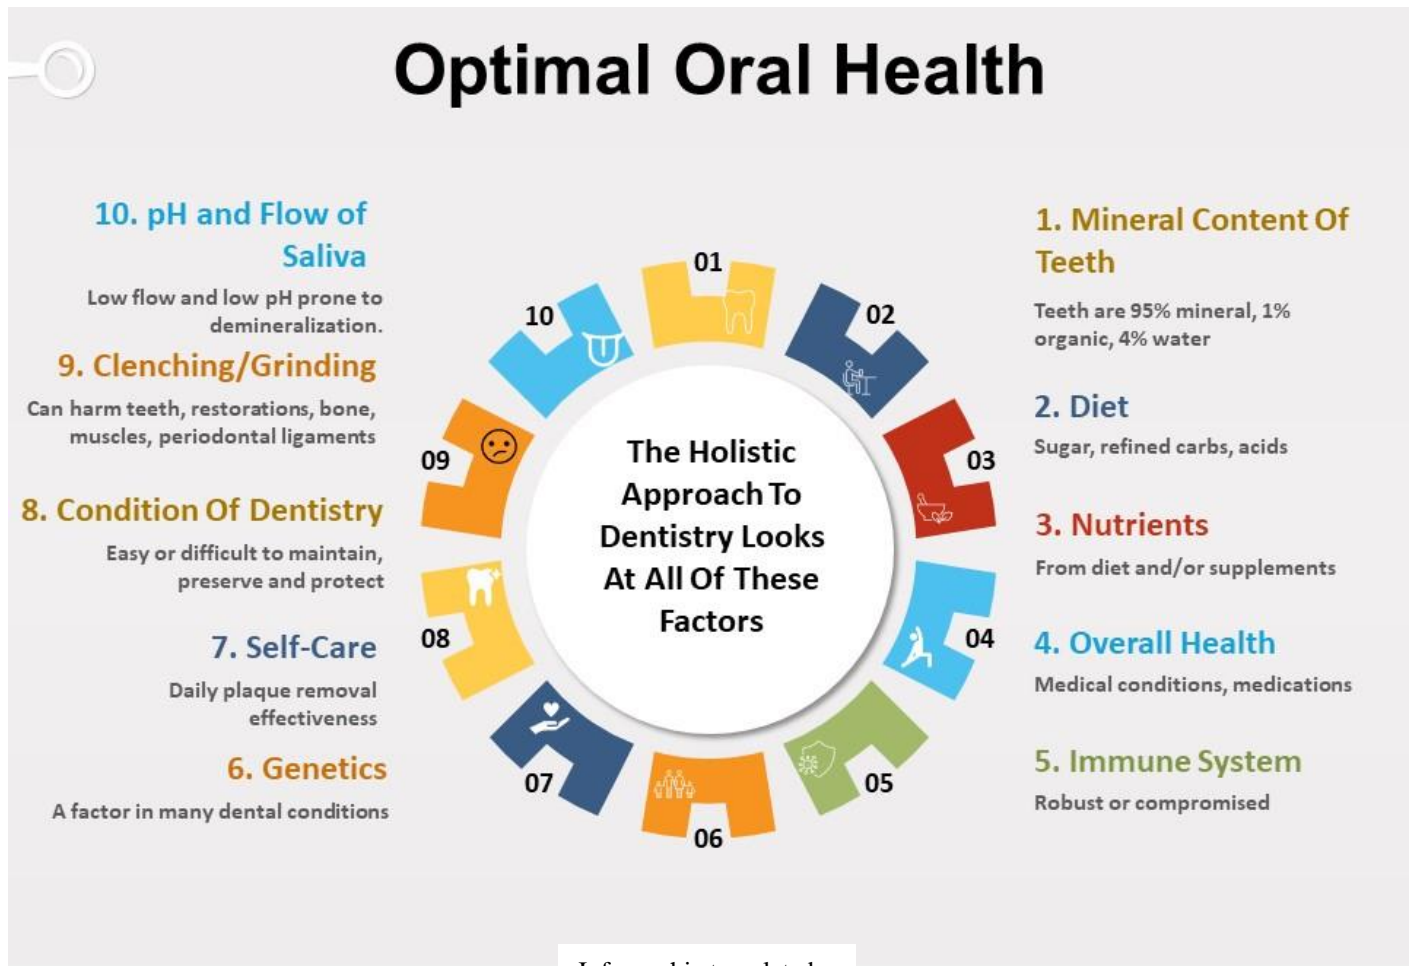 Optimal Oral Health
10. pH and Flow of
Saliva
Low flow and low pH prone to
demineralization.
9. Clenching/Grinding
Can harm teeth, restorations, bone,
muscles, periodontal ligaments
8. Condition Of Dentistry
Easy or difficult to maintain,
preserve and protect
7. Self-Care
Daily plaque removal
effectiveness
6. Genetics
A factor in many dental conditions
01
02
03
04
05
06
07
08
09
10
The Holistic
Approach To
Dentistry Looks
At All Of These
Factors
1. Mineral Content Of
Teeth
Teeth are 95% mineral, 1%
organic, 4% water
2. Diet
Sugar, refined carbs, acids
3. Nutrients
From diet and/or supplements
4. Overall Health
Medical conditions, medications
5. Immune System
Robust or compromised